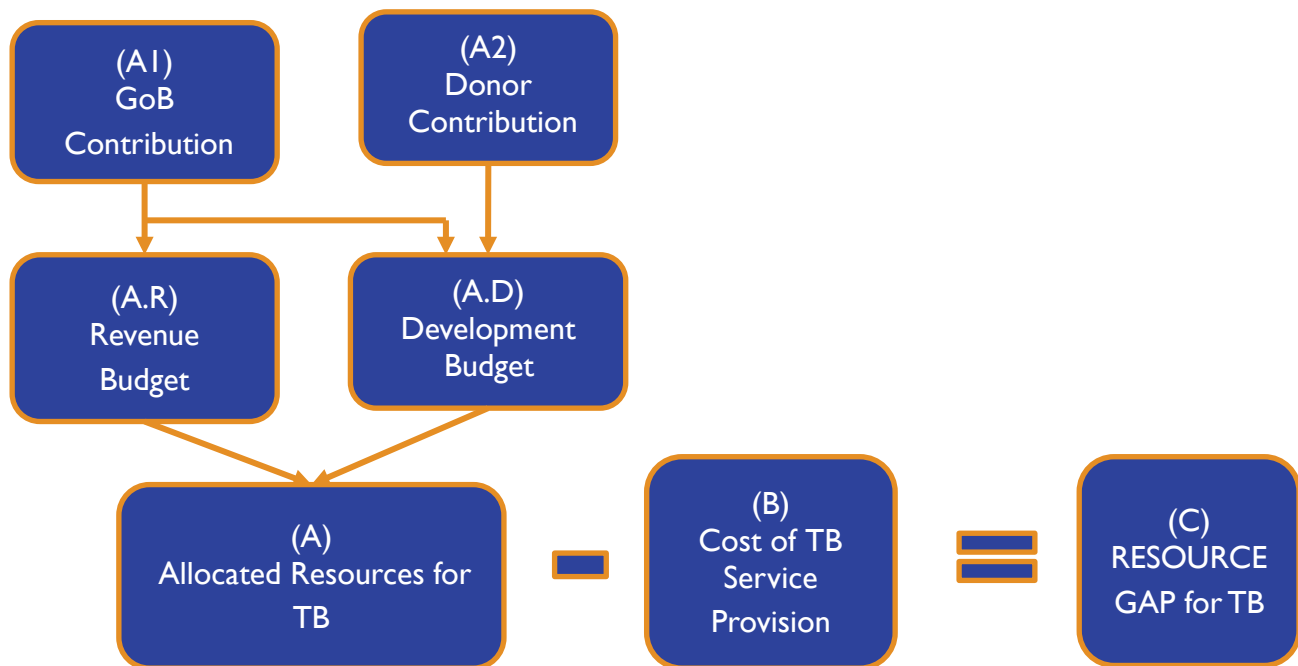 (A1)
GoB
Contribution
(A2)
Donor
Contribution
(A.R)
Revenue
Budget
(A.D)
Development
Budget
(A)
Allocated Resources for
TB
(B)
Cost of TB
Service
Provision
(C)
RESOURCE
GAP for TB